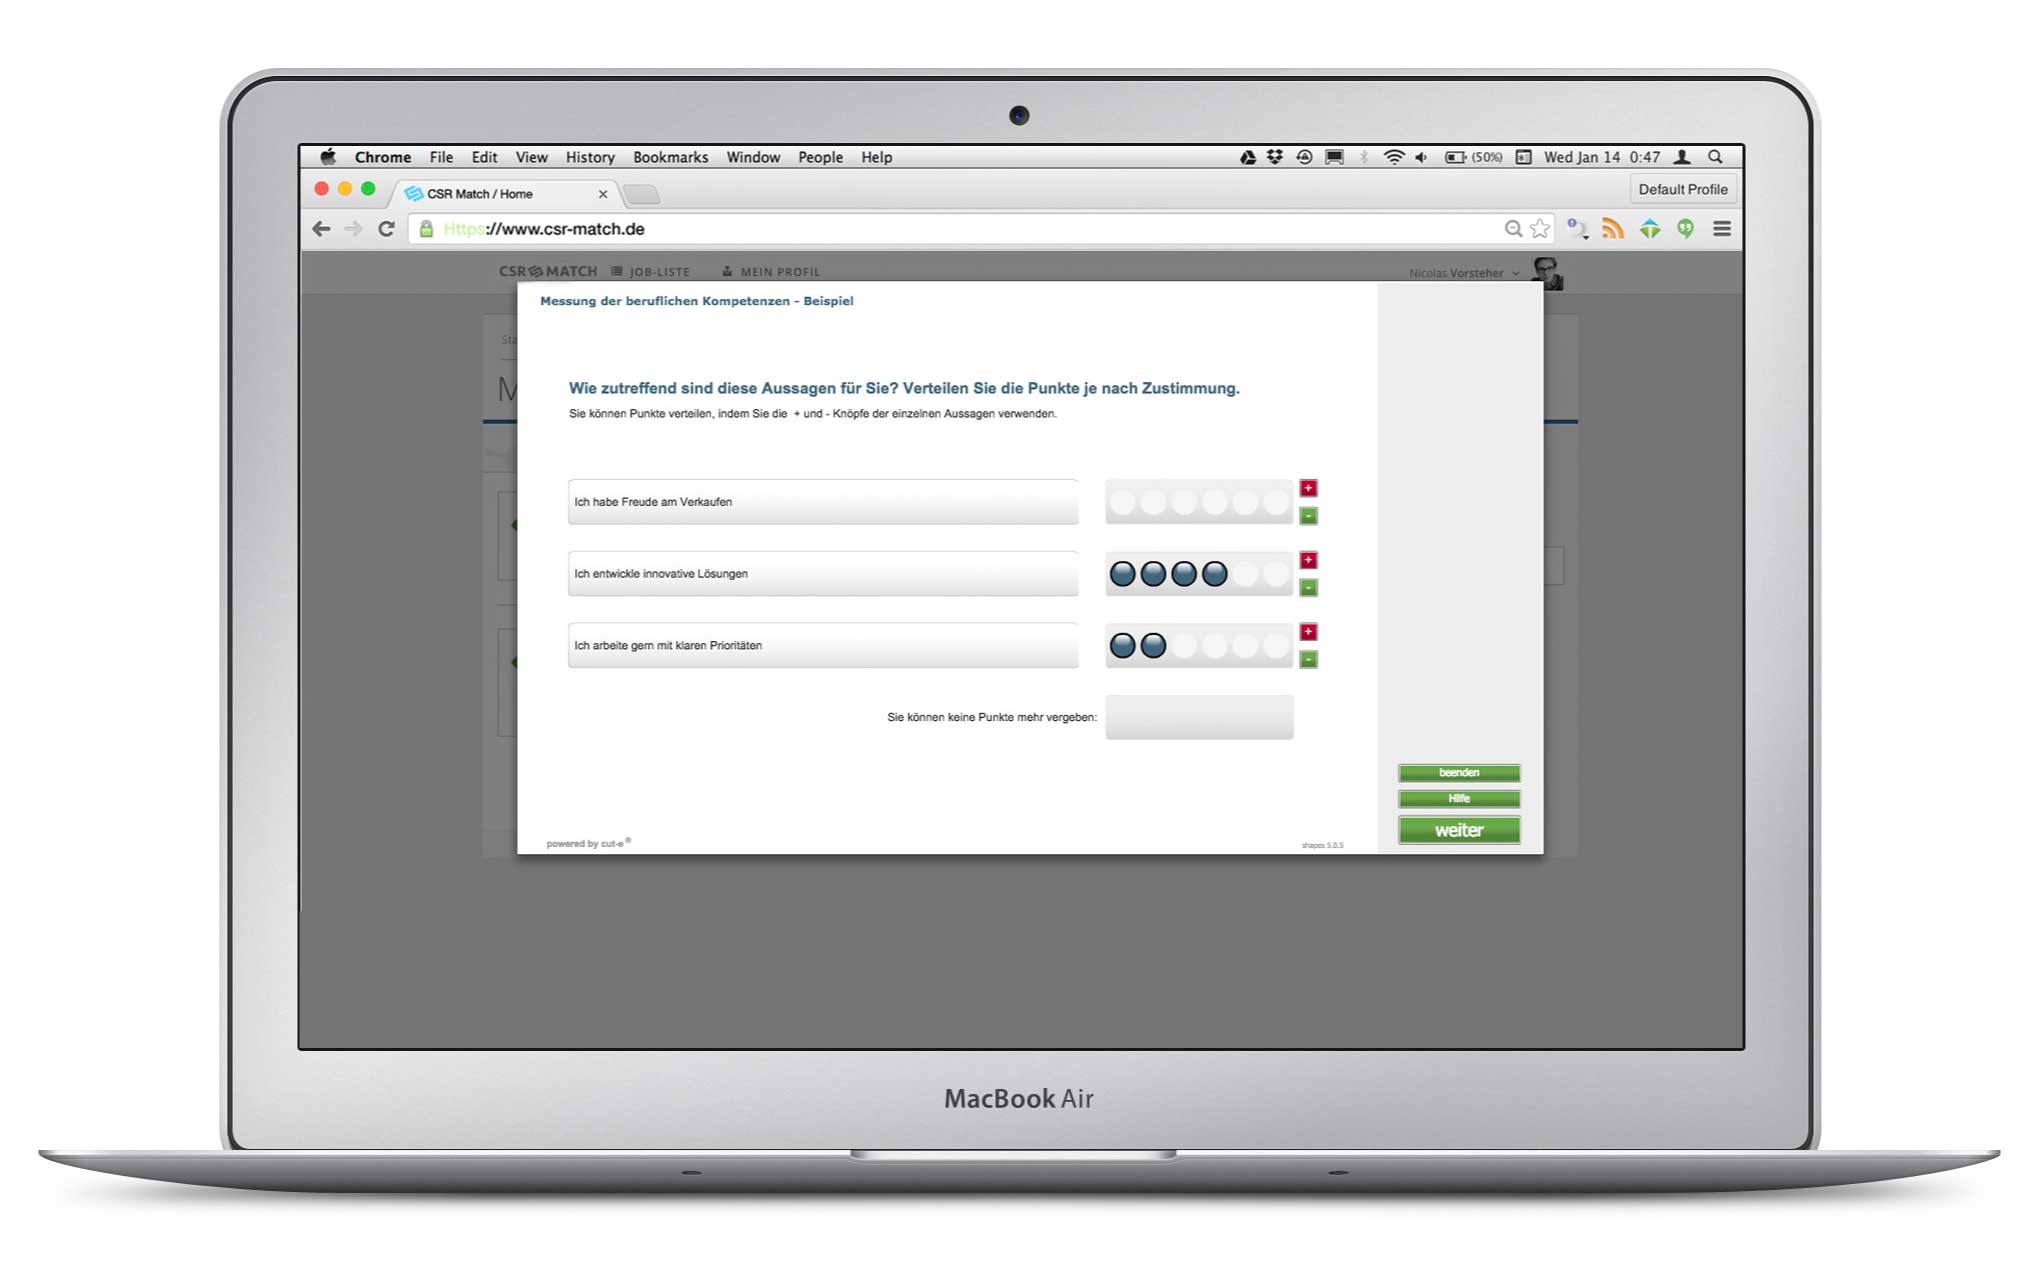 Chrome File Edit View History Bookmarks Window People Help (50%) Wed Jan 14 0:47
CSR Match / Home
Default Profile
Https://www.csr-match.de
CSR MATCH JOB-LISTE MEIN PROFIL Nicolas Vorsteher
Messung der beruflichen Kompetenzen - Beispiel
Sta
M
Wie zutreffend sind diese Aussagen für Sie? Verteilen Sie die Punkte je nach Zustimmung.
Sie können Punkte verteilen, indem Sie die + und - Knöpfe der einzelnen Aussagen verwenden.
Ich habe Freude am Verkaufen
+
-
Ich entwickle innovative Lösungen
+
-
Ich arbeite gern mit klaren Prioritäten
+
-
Sie können keine Punkte mehr vergeben:
beenden
Hilfe
weiter
powered by cut-e®
shapes 5.0.5
MacBook Air